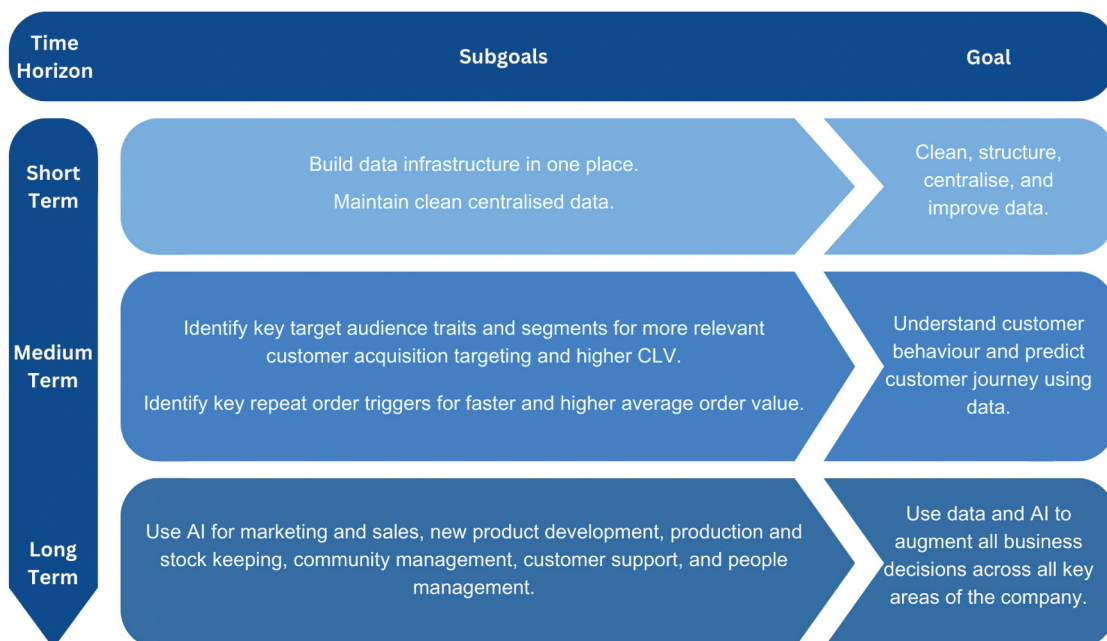 Time
Horizon
Subgoals
Goal
Short
Term
Build data infrastructure in one place.
Maintain clean centralised data.
Clean, structure,
centralise, and
improve data.
Medium
Term
Identify key target audience traits and segments for more relevant
customer acquisition targeting and higher CLV.
Identify key repeat order triggers for faster and higher average order value.
Understand customer
behaviour and predict
customer journey using
data.
Long
Term
Use AI for marketing and sales, new product development, production and
stock keeping, community management, customer support, and people
management.
Use data and AI to
augment all business
decisions across all key
areas of the company.